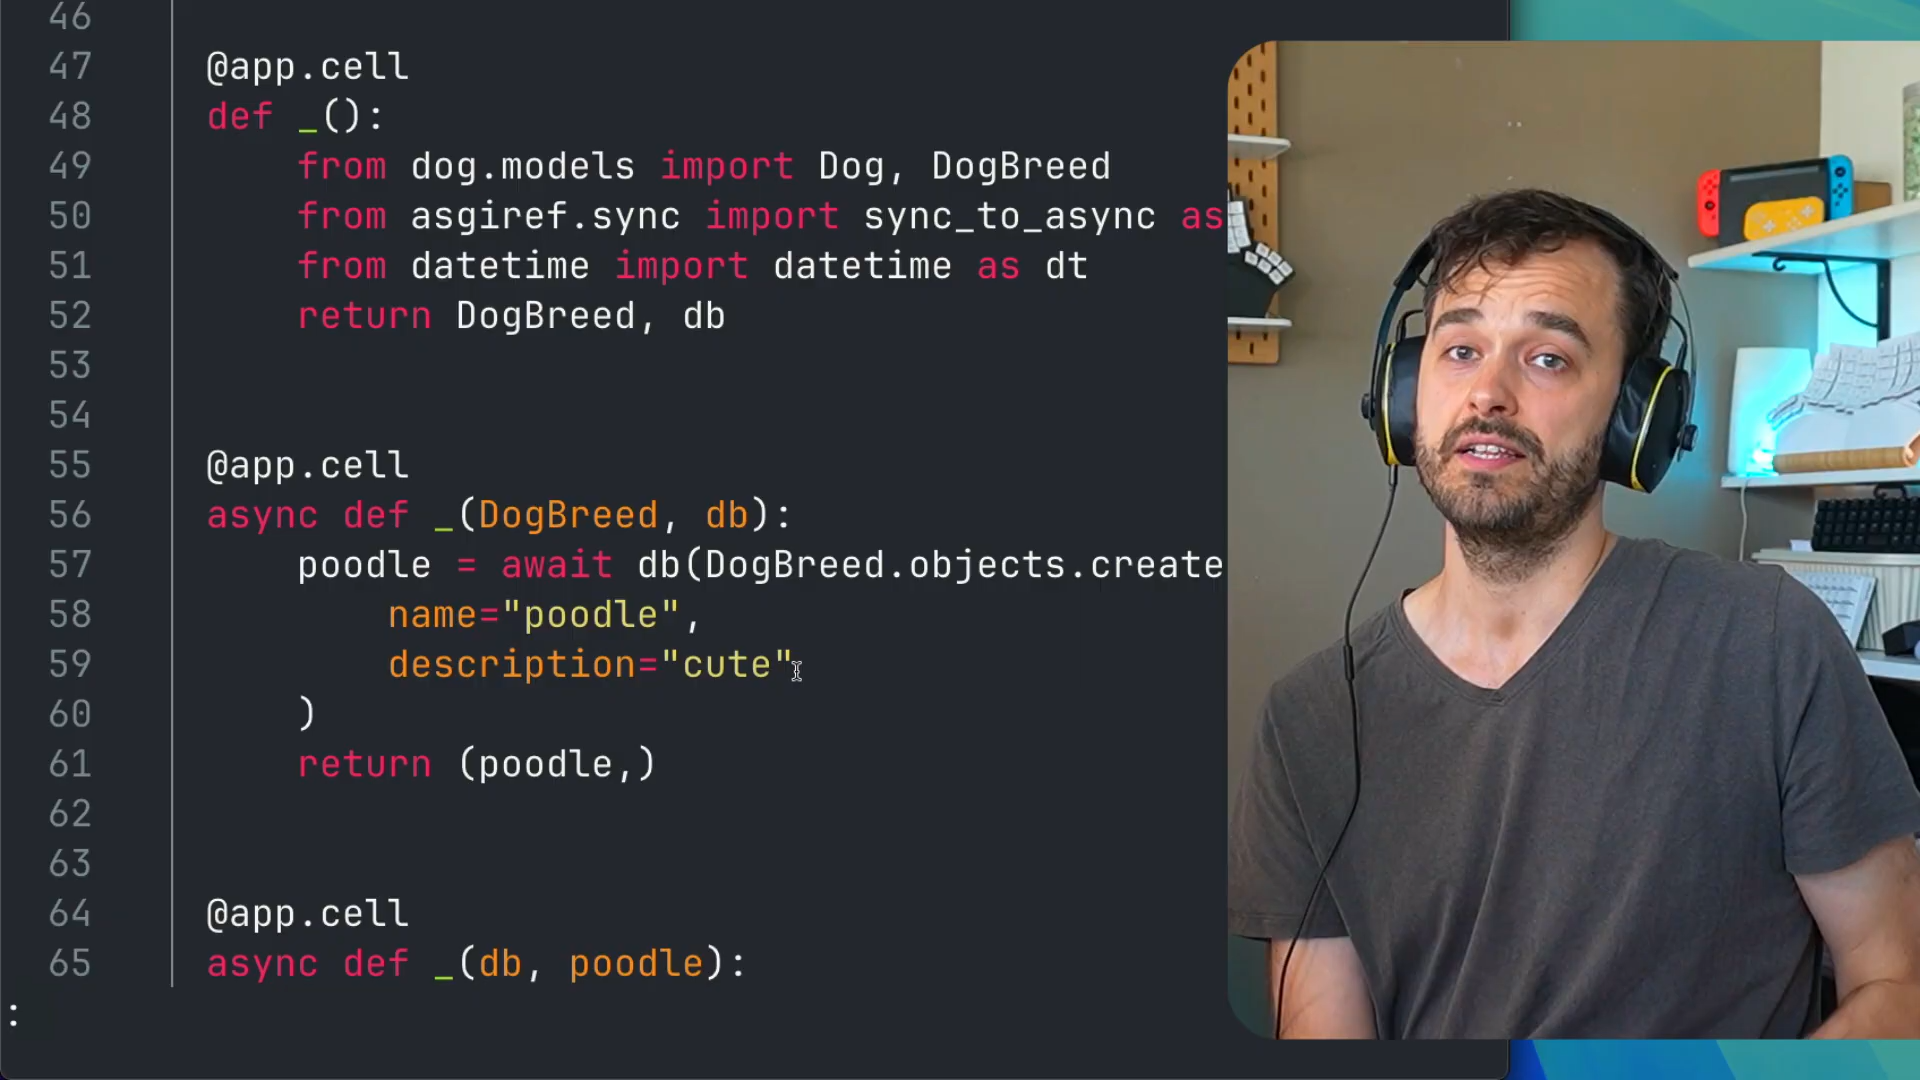 46
47 @app.cell
48 def _():
49 from dog.models import Dog, DogBreed
50 from asgiref.sync import sync_to_async as
51 from datetime import datetime as dt
52 return DogBreed, db
53
54
55 @app.cell
56 async def _(DogBreed, db):
57 poodle = await db(DogBreed.objects.create
58 name="poodle",
59 description="cute"
60 )
61 return (poodle,)
62
63
64 @app.cell
65 async def _(db, poodle):
: